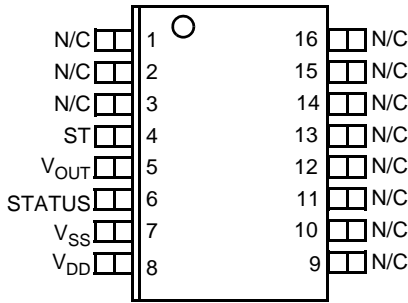 N/C 1 16 N/C
N/C 2 15 N/C
N/C 3 14 N/C
ST 4 13 N/C
VOUT 5 12 N/C
STATUS 6 11 N/C
VSS 7 10 N/C
VDD 8 9 N/C